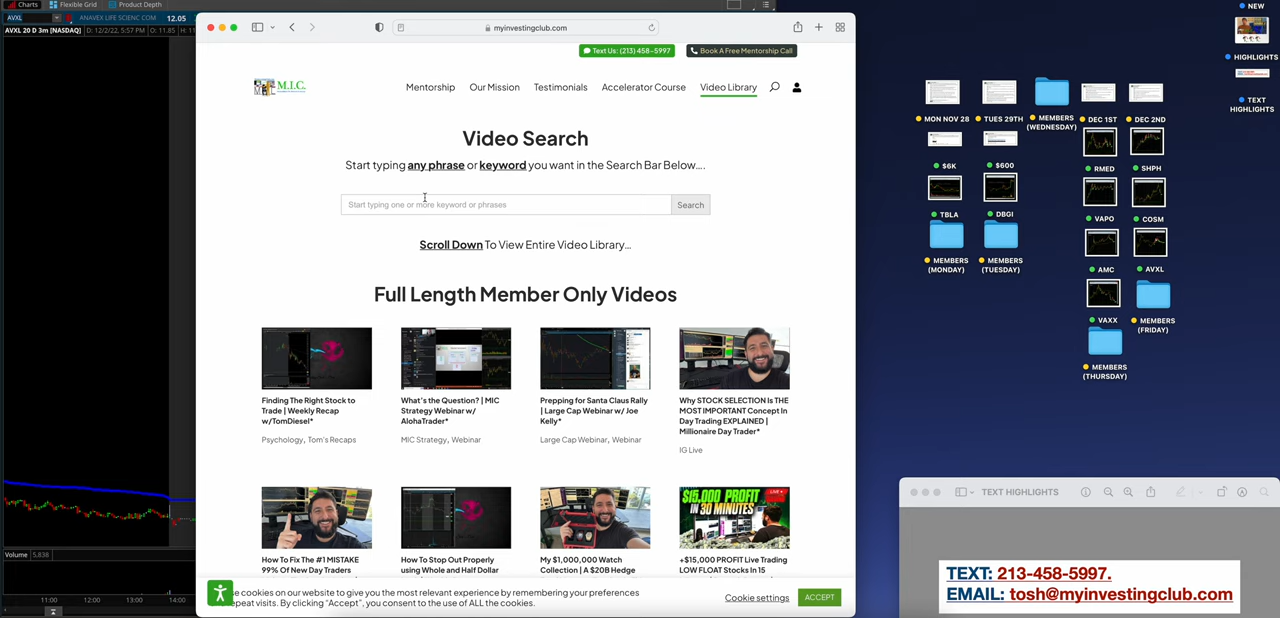 Charts
Flexible Grid
Product Depth
AVXL
ANAVEX LIFE SCIENC COM
12.05
AVXL 20 D 3m [NASDAQ]
D: 12/2/22, 5:57 PM
O: 11.85
Volume
5,838
11:00
12:00
13:00
14:00
myinvestingclub.com
Text Us: (213) 458-5997
Book A Free Mentorship Call
M.I.C.
Mentorship
Our Mission
Testimonials
Accelerator Course
Video Library
Video Search
Start typing any phrase or keyword you want in the Search Bar Below....
Start typing one or more keyword or phrases
Search
Scroll Down To View Entire Video Library...
Full Length Member Only Videos
Finding The Right Stock to
Trade | Weekly Recap
w/TomDiesel*
Psychology, Tom's Recaps
What's the Question? | MIC
Strategy Webinar w/
AlohaTrader*
MIC Strategy, Webinar
Prepping for Santa Claus Rally
| Large Cap Webinar w/ Joe
Kelly*
Large Cap Webinar, Webinar
Why STOCK SELECTION Is THE
MOST IMPORTANT Concept In
Day Trading EXPLAINED |
Millionaire Day Trader*
IG Live
$15,000 PROFIT
IN 30 MINUTES
LIVE
How To Fix The #1 MISTAKE
99% Of New Day Traders
How To Stop Out Properly
using Whole and Half Dollar
My $1,000,000 Watch
Collection | A $20B Hedge
+$15,000 PROFIT Live Trading
LOW FLOAT Stocks In 15
cookies on our website to give you the most relevant experience by remembering your preferences
repeat visits. By clicking "Accept", you consent to the use of ALL the cookies.
Cookie settings
ACCEPT
NEW
HIGHLIGHTS
TEXT
HIGHLIGHTS
MON NOV 28
TUES 29TH
MEMBERS
(WEDNESDAY)
DEC 1ST
DEC 2ND
$6K
$600
RMED
SHPH
TBLA
DBGI
VAPO
COSM
MEMBERS
(MONDAY)
MEMBERS
(TUESDAY)
AMC
AVXL
VAXX
MEMBERS
(FRIDAY)
MEMBERS
(THURSDAY)
TEXT HIGHLIGHTS
TEXT: 213-458-5997.
EMAIL: tosh@myinvestingclub.com